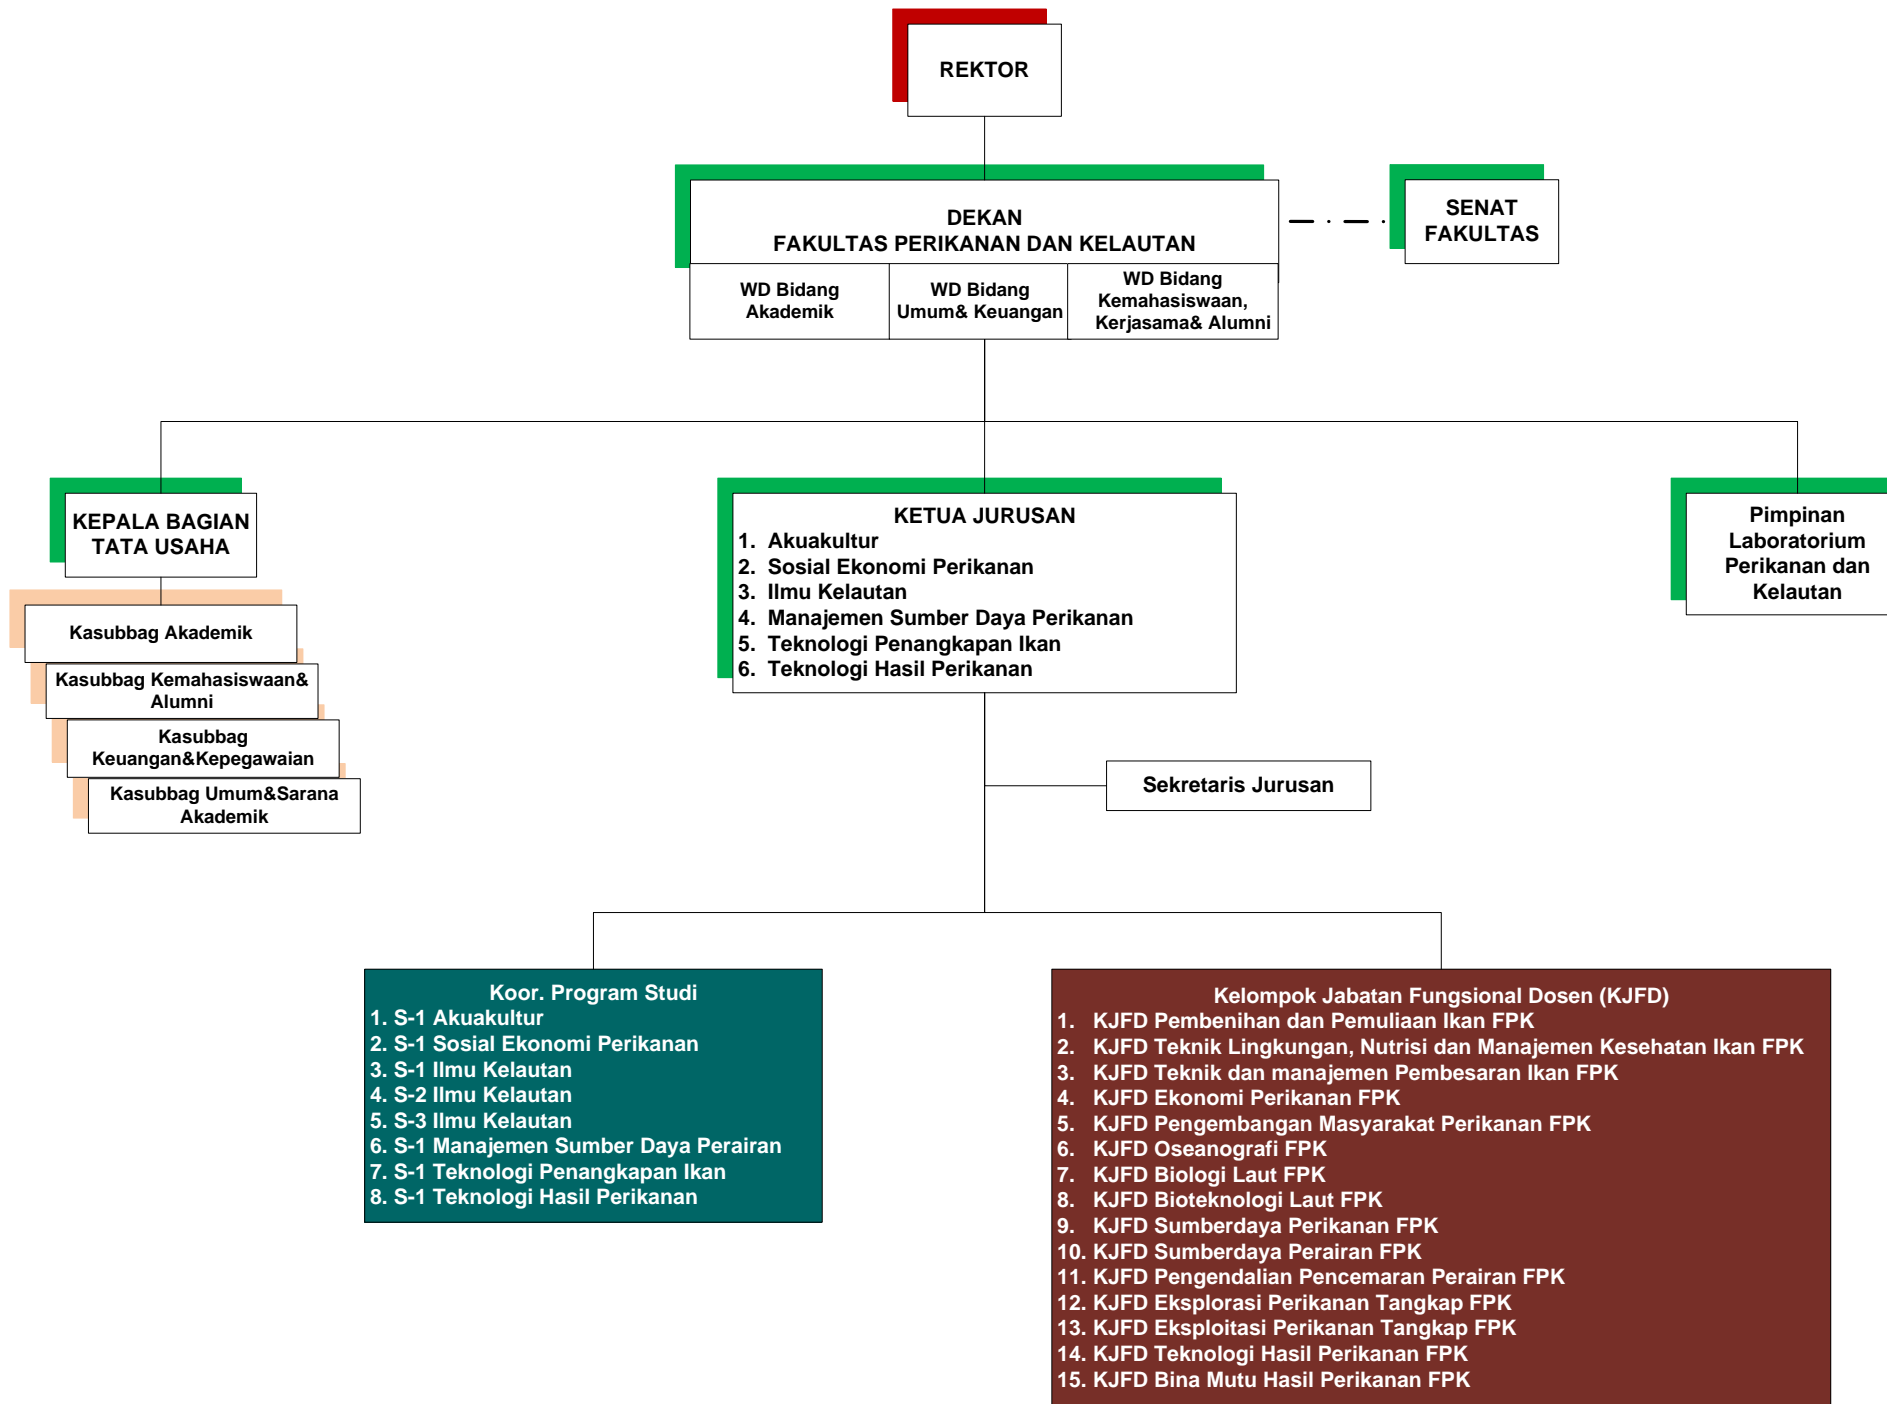 REKTOR
DEKAN
FAKULTAS PERIKANAN DAN KELAUTAN
SENAT
FAKULTAS
WD Bidang
Akademik
WD Bidang
Umum& Keuangan
WD Bidang
Kemahasiswaan,
Kerjasama& Alumni
KEPALA BAGIAN
TATA USAHA
Kasubbag Akademik
Kasubbag Kemahasiswaan&
Alumni
Kasubbag
Keuangan&Kepegawaian
Kasubbag Umum&Sarana
Akademik
KETUA JURUSAN
1. Akuakultur
2. Sosial Ekonomi Perikanan
3. Ilmu Kelautan
4. Manajemen Sumber Daya Perikanan
5. Teknologi Penangkapan Ikan
6. Teknologi Hasil Perikanan
Pimpinan
Laboratorium
Perikanan dan
Kelautan
Sekretaris Jurusan
Koor. Program Studi
1. S-1 Akuakultur
2. S-1 Sosial Ekonomi Perikanan
3. S-1 Ilmu Kelautan
4. S-2 Ilmu Kelautan
5. S-3 Ilmu Kelautan
6. S-1 Manajemen Sumber Daya Perairan
7. S-1 Teknologi Penangkapan Ikan
8. S-1 Teknologi Hasil Perikanan
Kelompok Jabatan Fungsional Dosen (KJFD)
1. KJFD Pembenihan dan Pemuliaan Ikan FPK
2. KJFD Teknik Lingkungan, Nutrisi dan Manajemen Kesehatan Ikan FPK
3. KJFD Teknik dan manajemen Pembesaran Ikan FPK
4. KJFD Ekonomi Perikanan FPK
5. KJFD Pengembangan Masyarakat Perikanan FPK
6. KJFD Oseanografi FPK
7. KJFD Biologi Laut FPK
8. KJFD Bioteknologi Laut FPK
9. KJFD Sumberdaya Perikanan FPK
10. KJFD Sumberdaya Perairan FPK
11. KJFD Pengendalian Pencemaran Perairan FPK
12. KJFD Eksplorasi Perikanan Tangkap FPK
13. KJFD Eksploitasi Perikanan Tangkap FPK
14. KJFD Teknologi Hasil Perikanan FPK
15. KJFD Bina Mutu Hasil Perikanan FPK